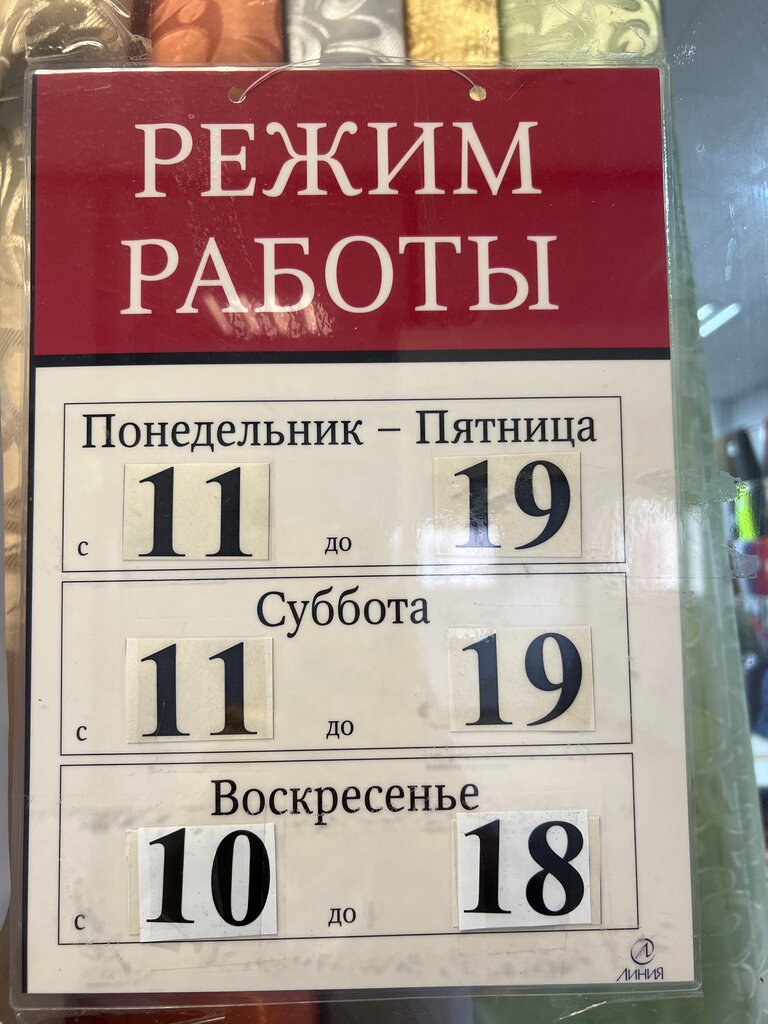 РЕЖИМ
РАБОТЫ
Понедельник – Пятница
с 11 до 19
Суббота
с 11 до 19
Воскресенье
с 10 до 18
ЛИНИЯ